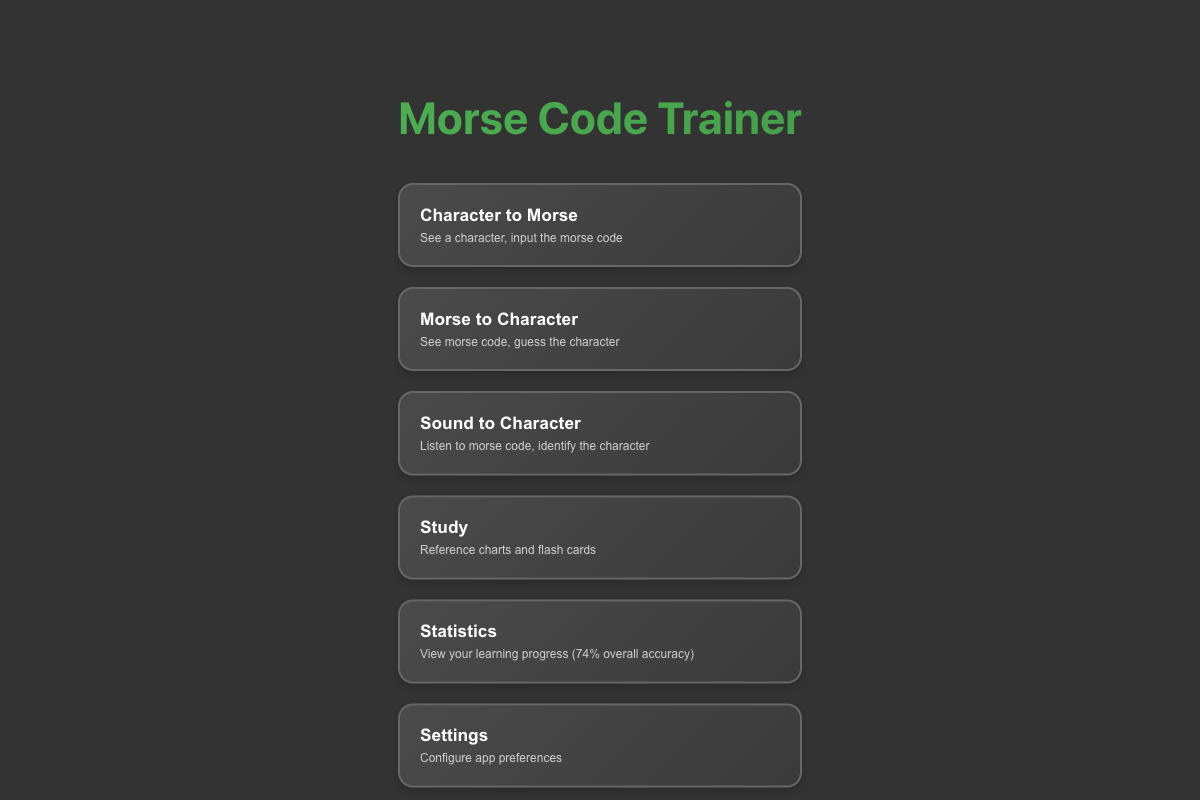 Morse Code Trainer
Character to Morse
See a character, input the morse code
Morse to Character
See morse code, guess the character
Sound to Character
Listen to morse code, identify the character
Study
Reference charts and flash cards
Statistics
View your learning progress (74% overall accuracy)
Settings
Configure app preferences